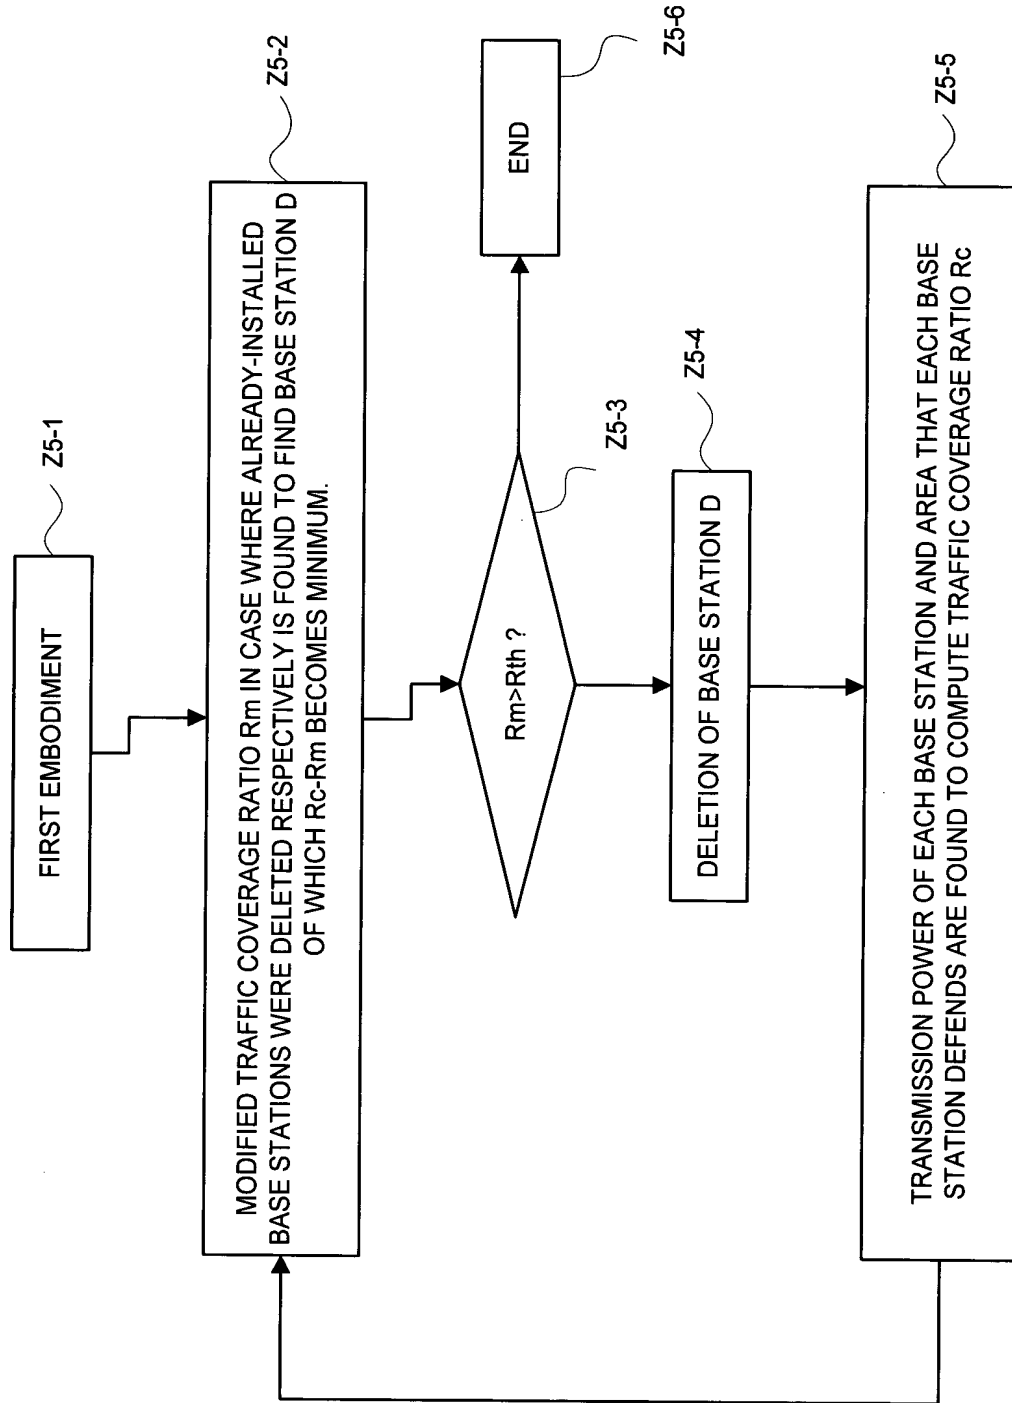 FIRST EMBODIMENT
Z5-1
MODIFIED TRAFFIC COVERAGE RATIO Rm IN CASE WHERE ALREADY-INSTALLED
BASE STATIONS WERE DELETED RESPECTIVELY IS FOUND TO FIND BASE STATION D
OF WHICH Rc-Rm BECOMES MINIMUM.
Z5-2
Rm>Rth ?
Z5-3
END
Z5-6
DELETION OF BASE STATION D
Z5-4
TRANSMISSION POWER OF EACH BASE STATION AND AREA THAT EACH BASE
STATION DEFENDS ARE FOUND TO COMPUTE TRAFFIC COVERAGE RATIO Rc
Z5-5